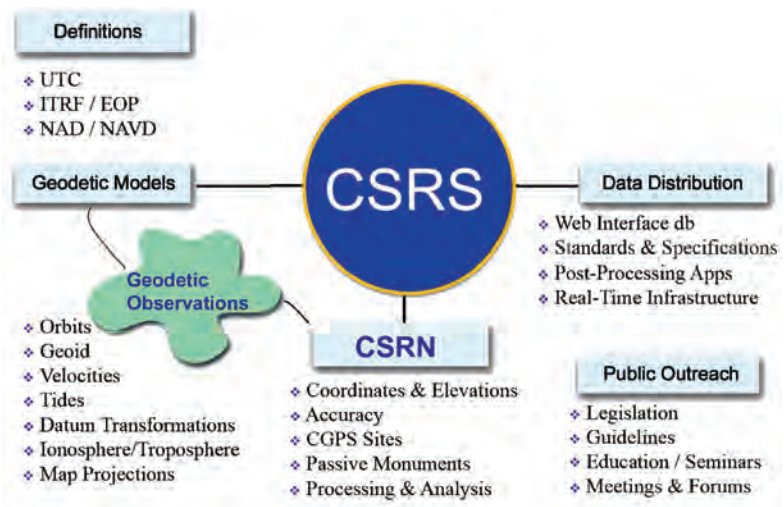 Definitions
❖ UTC
❖ ITRF / EOP
❖ NAD / NAVD
Geodetic Models
CSRS
Data Distribution
❖ Web Interface db
❖ Standards & Specifications
❖ Post-Processing Apps
❖ Real-Time Infrastructure
Geodetic
Observations
❖ Orbits
❖ Geoid
❖ Velocities
❖ Tides
❖ Datum Transformations
❖ Ionosphere/Troposphere
❖ Map Projections
CSRN
❖ Coordinates & Elevations
❖ Accuracy
❖ CGPS Sites
❖ Passive Monuments
❖ Processing & Analysis
Public Outreach
❖ Legislation
❖ Guidelines
❖ Education / Seminars
❖ Meetings & Forums